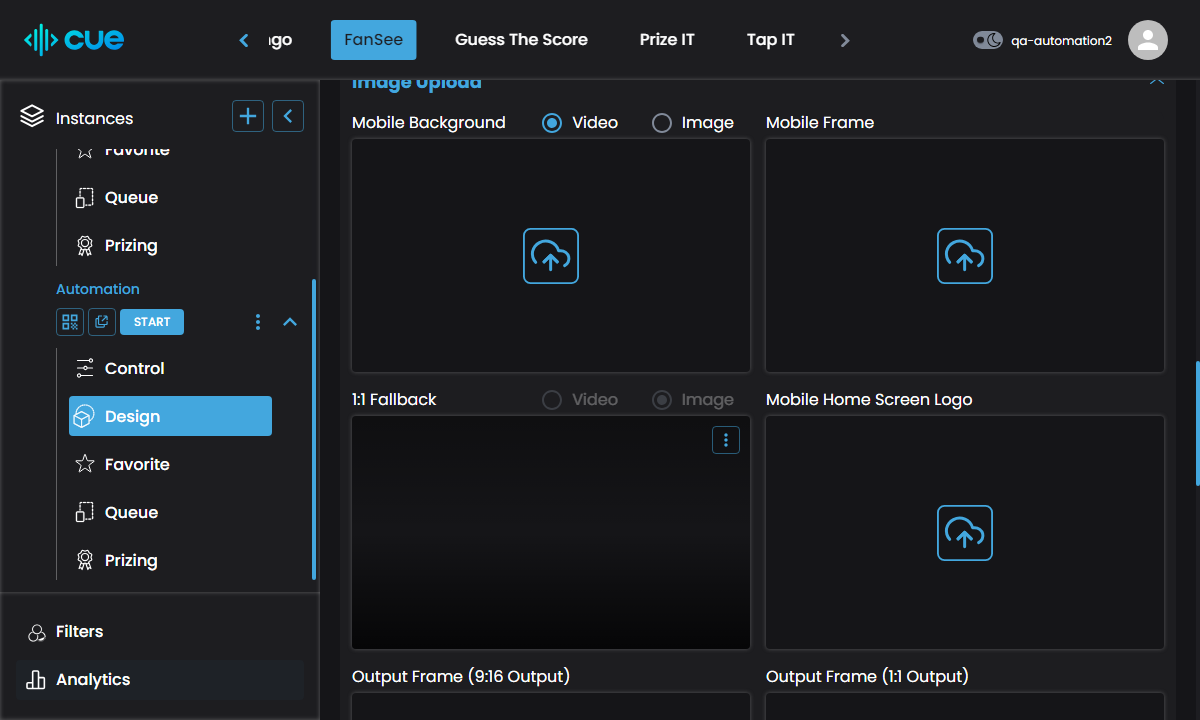 cue
FanSee
Guess The Score
Prize IT
Tap IT
qa-automation2
Instances
Favorite
Queue
Prizing
Automation
START
Control
Design
Favorite
Queue
Prizing
Filters
Analytics
Image Upload
Mobile Background
Video
Image
Mobile Frame
1:1 Fallback
Video
Image
Mobile Home Screen Logo
Output Frame (9:16 Output)
Output Frame (1:1 Output)